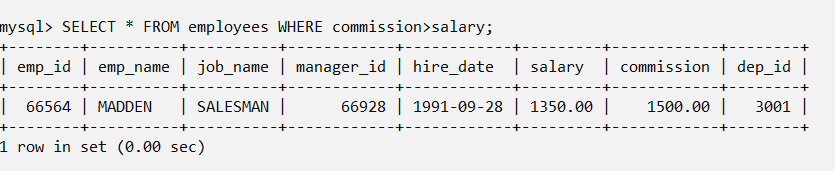 mysql> SELECT * FROM employees WHERE commission>salary;
+--------+----------+----------+------------+------------+---------+------------+--------+
| emp_id | emp_name | job_name | manager_id | hire_date  | salary  | commission | dep_id |
+--------+----------+----------+------------+------------+---------+------------+--------+
|  66564 | MADDEN   | SALESMAN |      66928 | 1991-09-28 | 1350.00 |    1500.00 |   3001 |
+--------+----------+----------+------------+------------+---------+------------+--------+
1 row in set (0.00 sec)